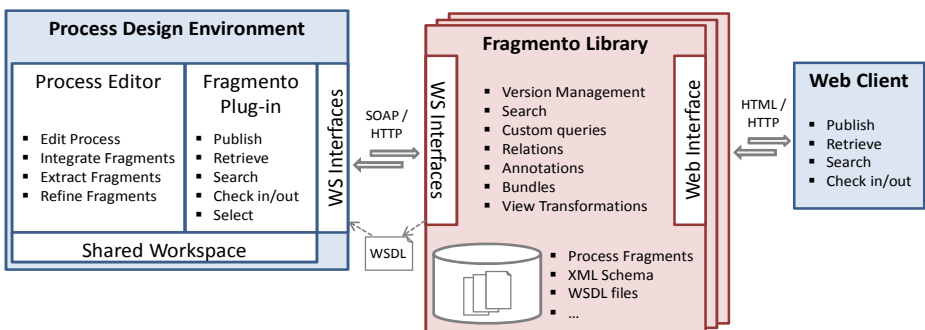 Process Design Environment
Process Editor
▪ Edit Process
▪ Integrate Fragments
▪ Extract Fragments
▪ Refine Fragments
Fragmento
Plug-in
▪ Publish
▪ Retrieve
▪ Search
▪ Check in/out
▪ Select
WS Interfaces
Shared Workspace
SOAP /
HTTP
WSDL
Fragmento Library
WS Interfaces
▪ Version Management
▪ Search
▪ Custom queries
▪ Relations
▪ Annotations
▪ Bundles
▪ View Transformations
Web Interface
▪ Process Fragments
▪ XML Schema
▪ WSDL files
▪ ...
HTML /
HTTP
Web Client
▪ Publish
▪ Retrieve
▪ Search
▪ Check in/out